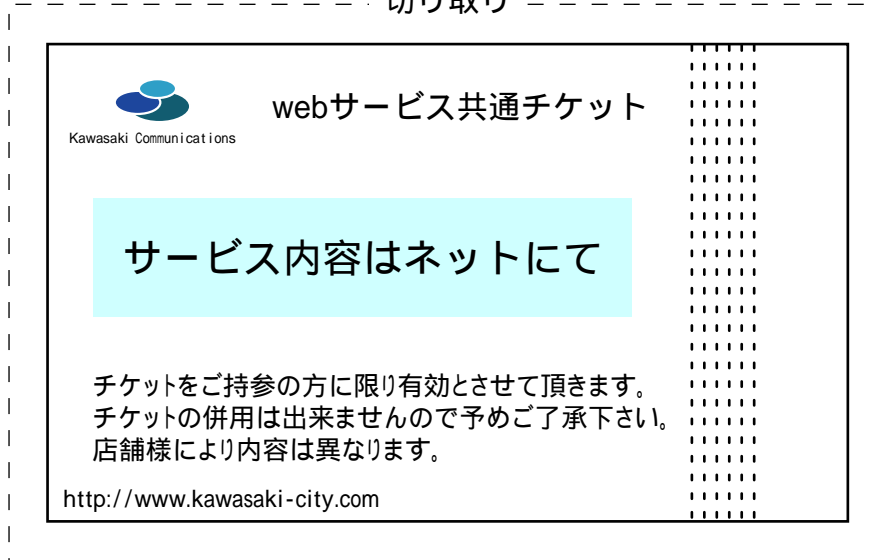 切り取り
webサービス共通チケット
Kawasaki Communications
サービス内容はネットにて
チケットをご持参の方に限り有効とさせて頂きます。
チケットの併用は出来ませんので予めご了承下さい。
店舗様により内容は異なります。
http://www.kawasaki-city.com